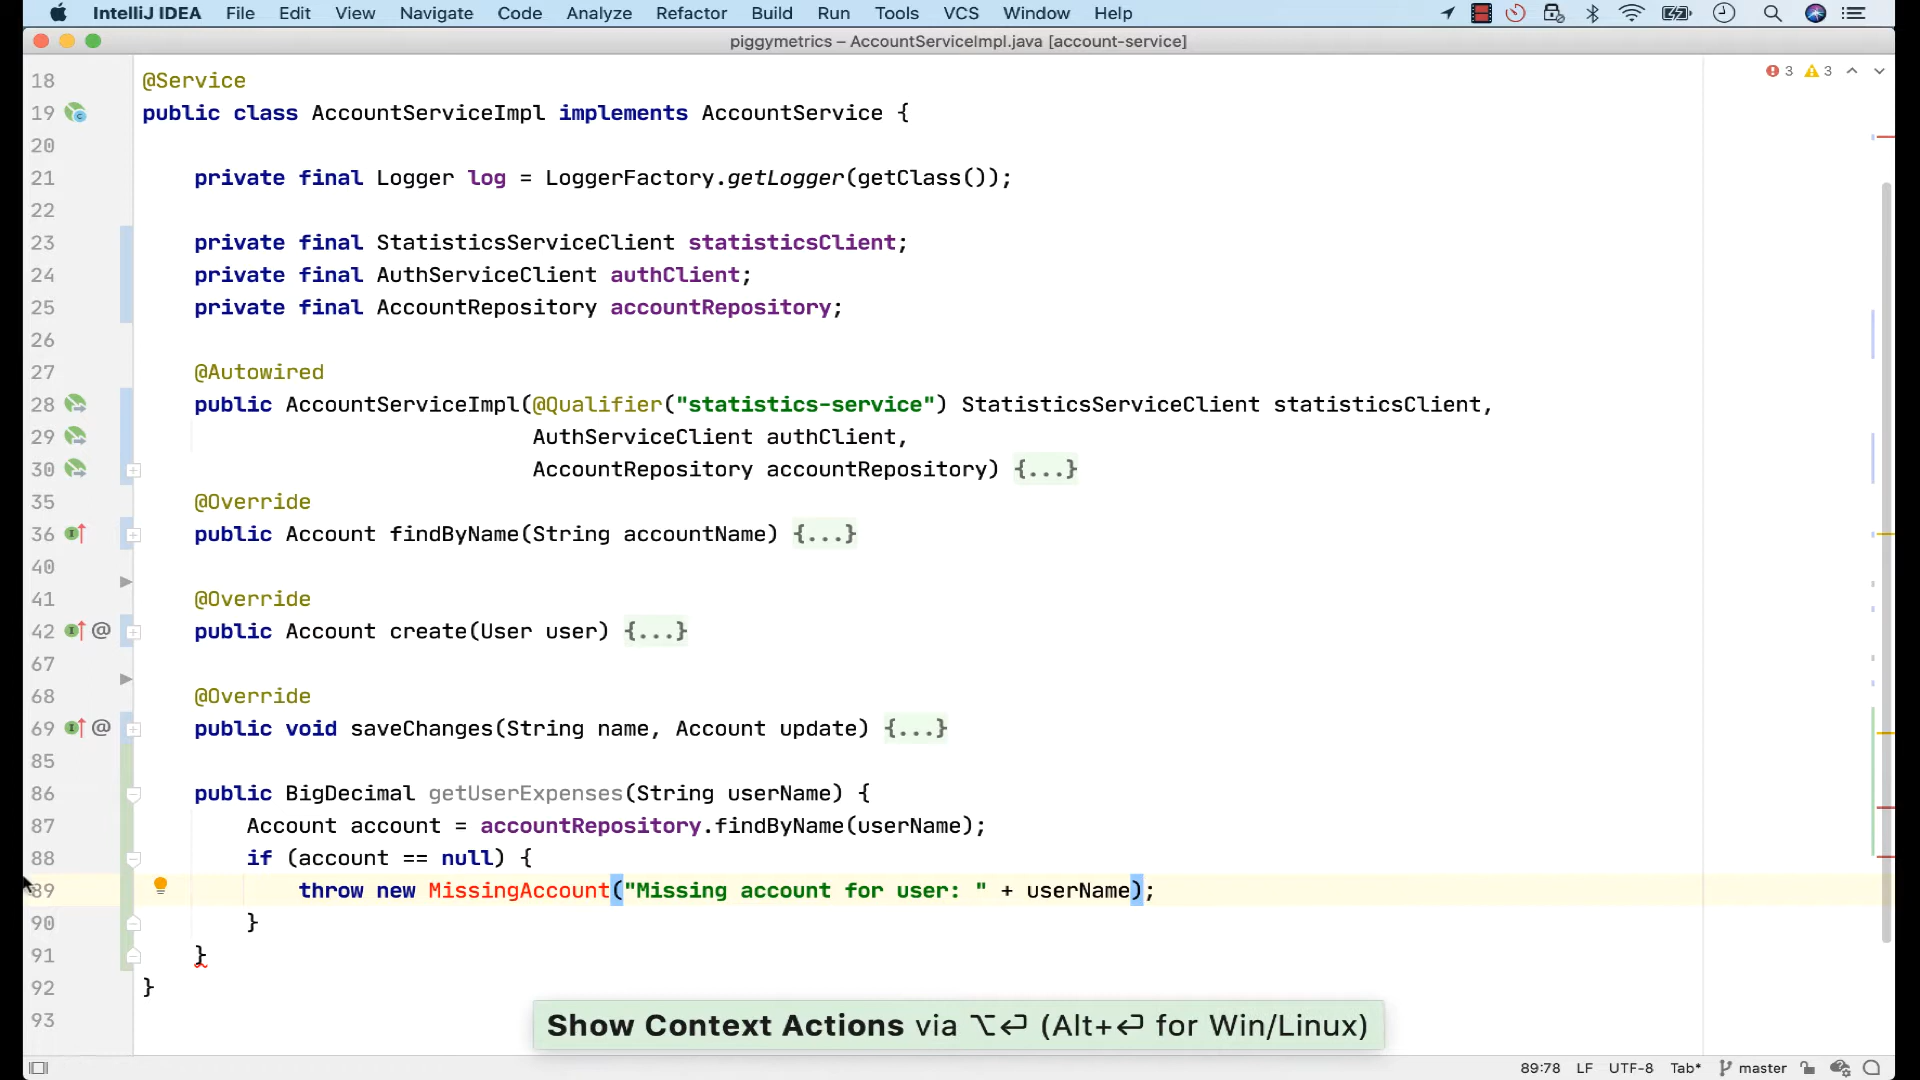 IntelliJ IDEA File Edit View Navigate Code Analyze Refactor Build Run Tools VCS Window Help
piggymetrics – AccountServiceImpl.java [account-service]
3 3
18 @Service
19 public class AccountServiceImpl implements AccountService {
20
21 private final Logger log = LoggerFactory.getLogger(getClass());
22
23 private final StatisticsServiceClient statisticsClient;
24 private final AuthServiceClient authClient;
25 private final AccountRepository accountRepository;
26
27 @Autowired
28 public AccountServiceImpl(@Qualifier("statistics-service") StatisticsServiceClient statisticsClient,
29 AuthServiceClient authClient,
30 AccountRepository accountRepository) {...}
35 @Override
36 public Account findByName(String accountName) {...}
40
41 @Override
42 @ public Account create(User user) {...}
67
68 @Override
69 @ public void saveChanges(String name, Account update) {...}
85
86 public BigDecimal getUserExpenses(String userName) {
87 Account account = accountRepository.findByName(userName);
88 if (account == null) {
89 throw new MissingAccount("Missing account for user: " + userName);
90 }
91 }
92 }
93
Show Context Actions via ⌥⏎ (Alt+⏎ for Win/Linux)
89:78 LF UTF-8 Tab* master